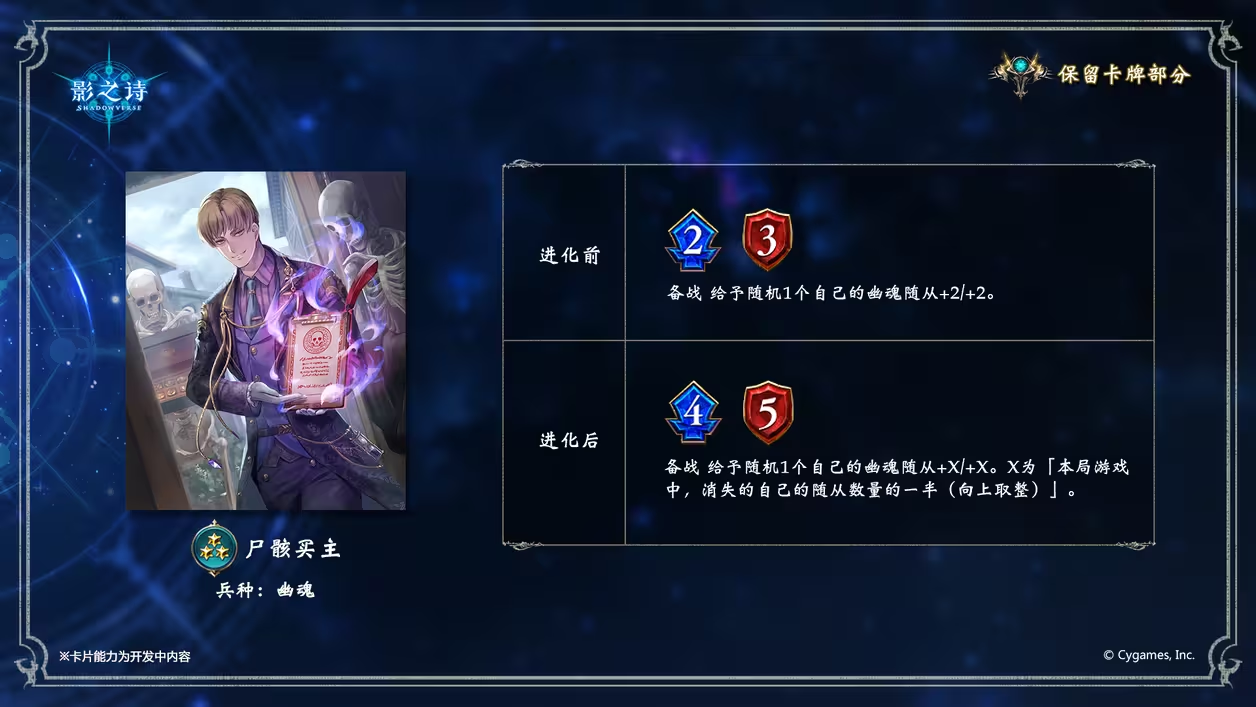 影之诗
SHADOWVERSE
保留卡牌部分
进化前
2 3
备战 给予随机1个自己的幽魂随从+2/+2。
进化后
4 5
备战 给予随机1个自己的幽魂随从+X/+X。X为「本局游戏
中，消失的自己的随从数量的一半（向上取整）」。
尸骸买主
兵种：幽魂
※卡片能力为开发中内容
© Cygames, Inc.